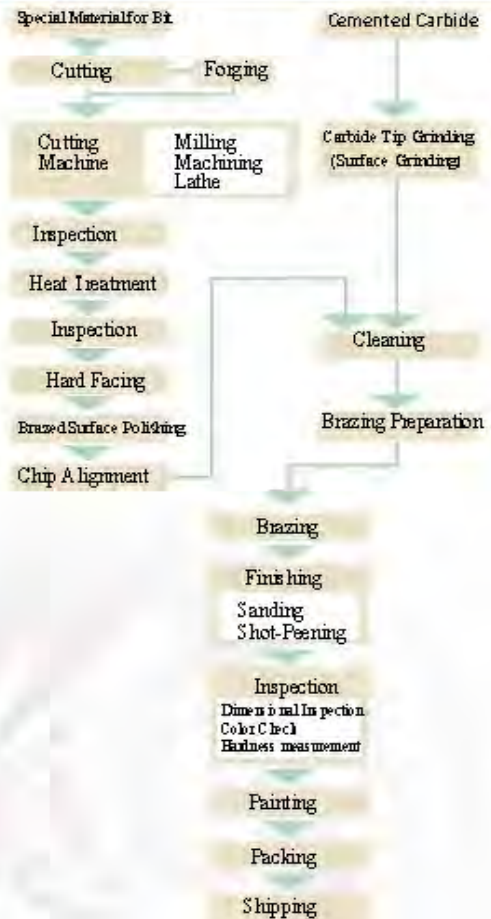 Special Material for Bit
Cutting
Forging
Cutting
Machine
Milling
Machining
Lathe
Inspection
Heat Treatment
Inspection
Hard Facing
Brazed Surface Polishing
Chip Alignment
Cemented Carbide
Carbide Tip Grinding
(Surface Grinding)
Cleaning
Brazing Preparation
Brazing
Finishing
Sanding
Shot-Peening
Inspection
Dimensional Inspection
Color Check
Hardness measurement
Painting
Packing
Shipping